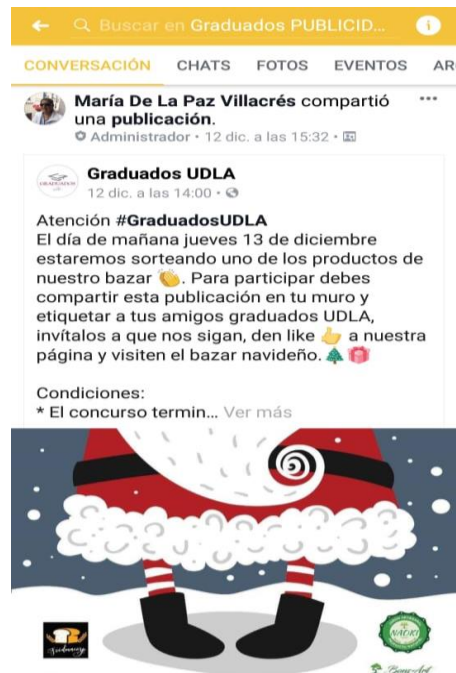 Buscar en Graduados PUBLICID...
CONVERSACIÓN CHATS FOTOS EVENTOS AR
María De La Paz Villacrés compartió
una publicación.
Administrador • 12 dic. a las 15:32 •
GRADUADOS
Graduados UDLA
12 dic. a las 14:00 •
Atención #GraduadosUDLA
El día de mañana jueves 13 de diciembre
estaremos sorteando uno de los productos de
nuestro bazar 👏. Para participar debes
compartir esta publicación en tu muro y
etiquetar a tus amigos graduados UDLA,
invítalos a que nos sigan, den like 👍 a nuestra
página y visiten el bazar navideño. 🎄🎁
Condiciones:
* El concurso termin... Ver más
NAOKI